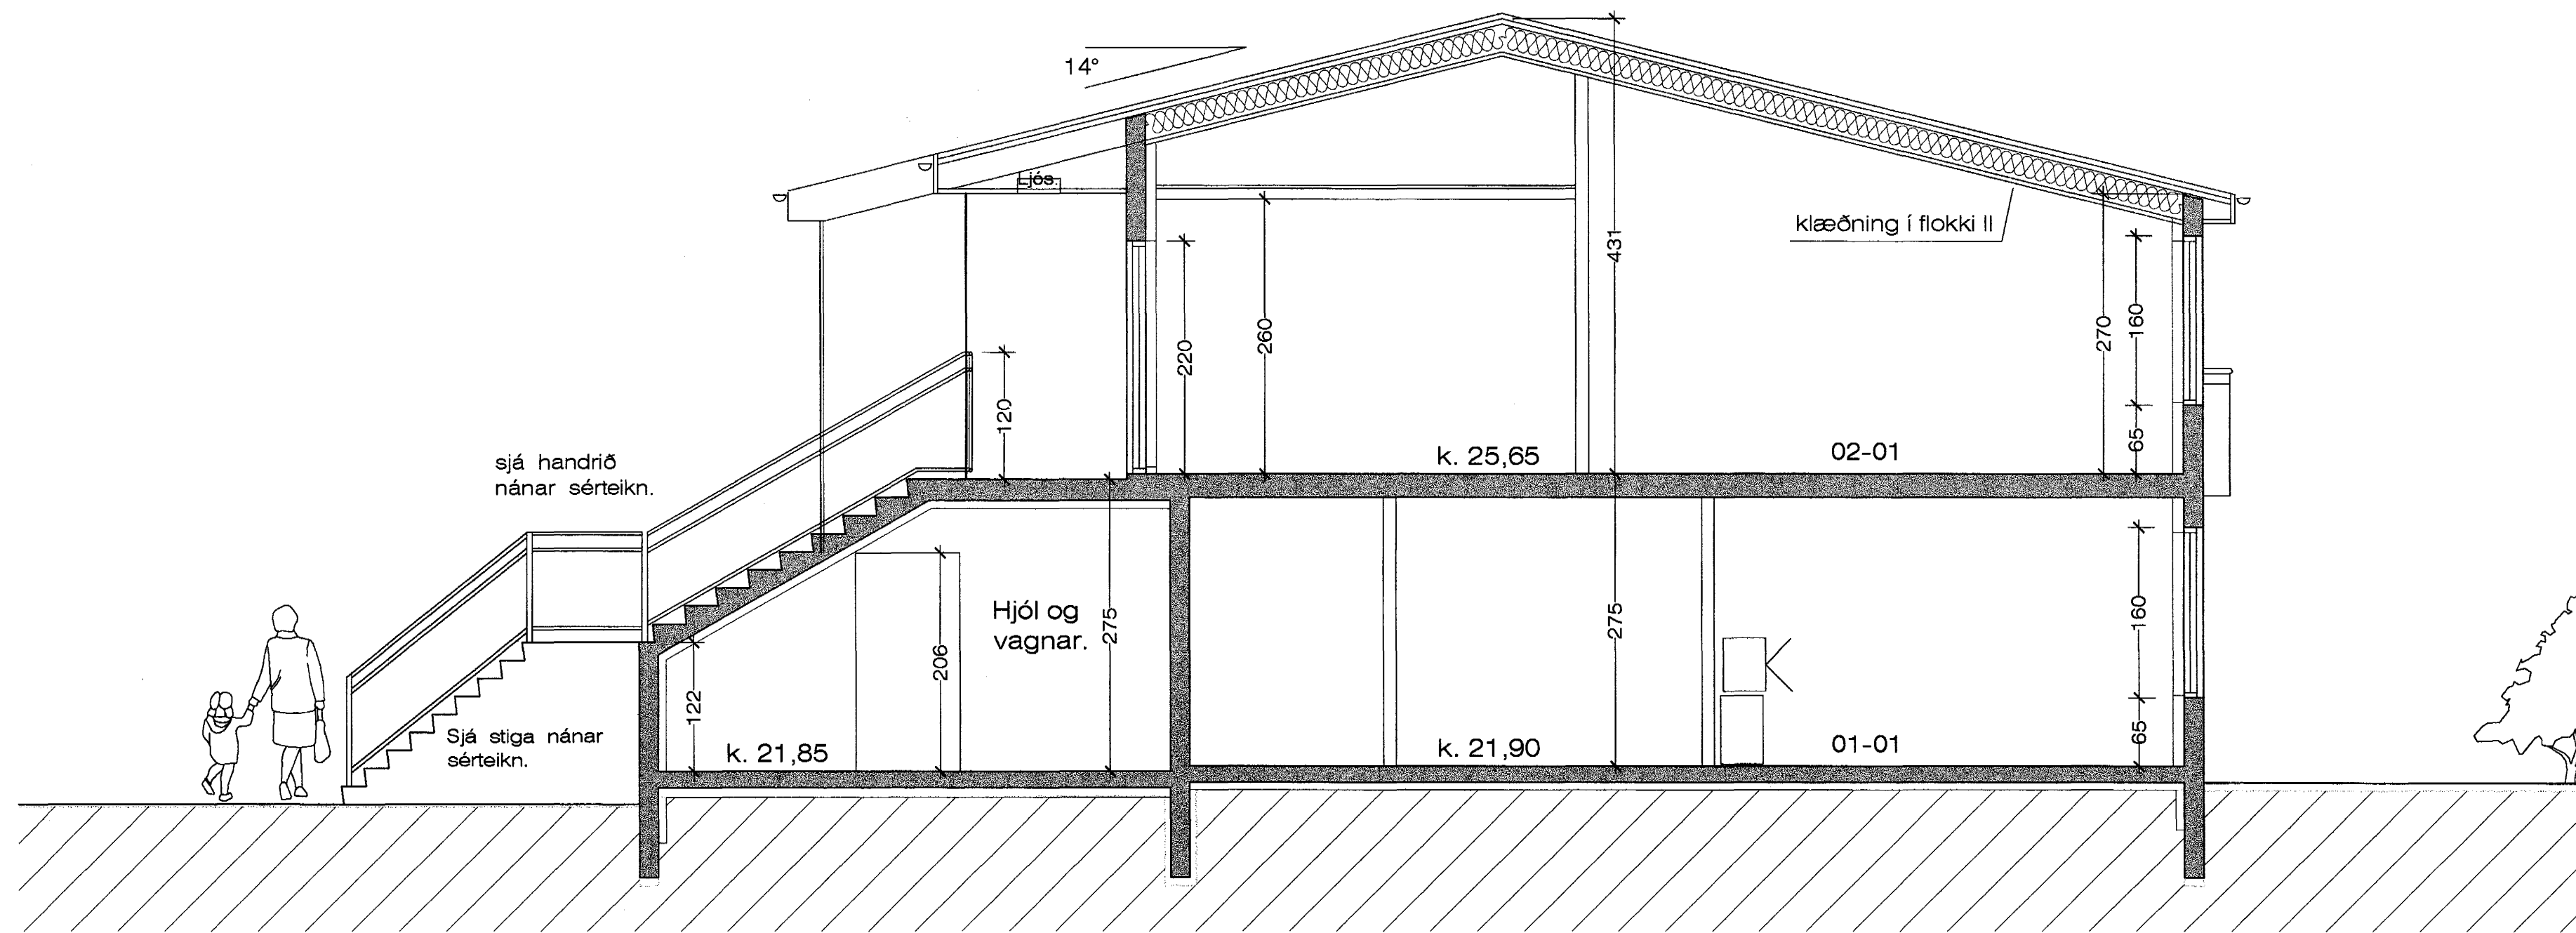 14°
Ljós.
431
klæðning í flokki II
220
260
270
160
65
120
k. 25,65
02-01
sjá handrið
nánar sérteikn.
Hjól og
vagnar.
275
275
206
122
160
65
Sjá stiga nánar
sérteikn.
k. 21,85
k. 21,90
01-01